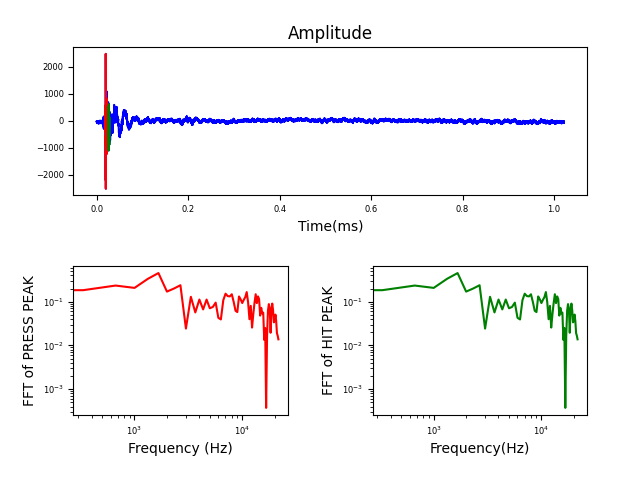 Amplitude
2000
1000
0
−1000
−2000
0.0 0.2 0.4 0.6 0.8 1.0
Time(ms)
FFT of PRESS PEAK
10⁻¹
10⁻²
10⁻³
10³ 10⁴
Frequency (Hz)
FFT of HIT PEAK
10⁻¹
10⁻²
10⁻³
10³ 10⁴
Frequency(Hz)